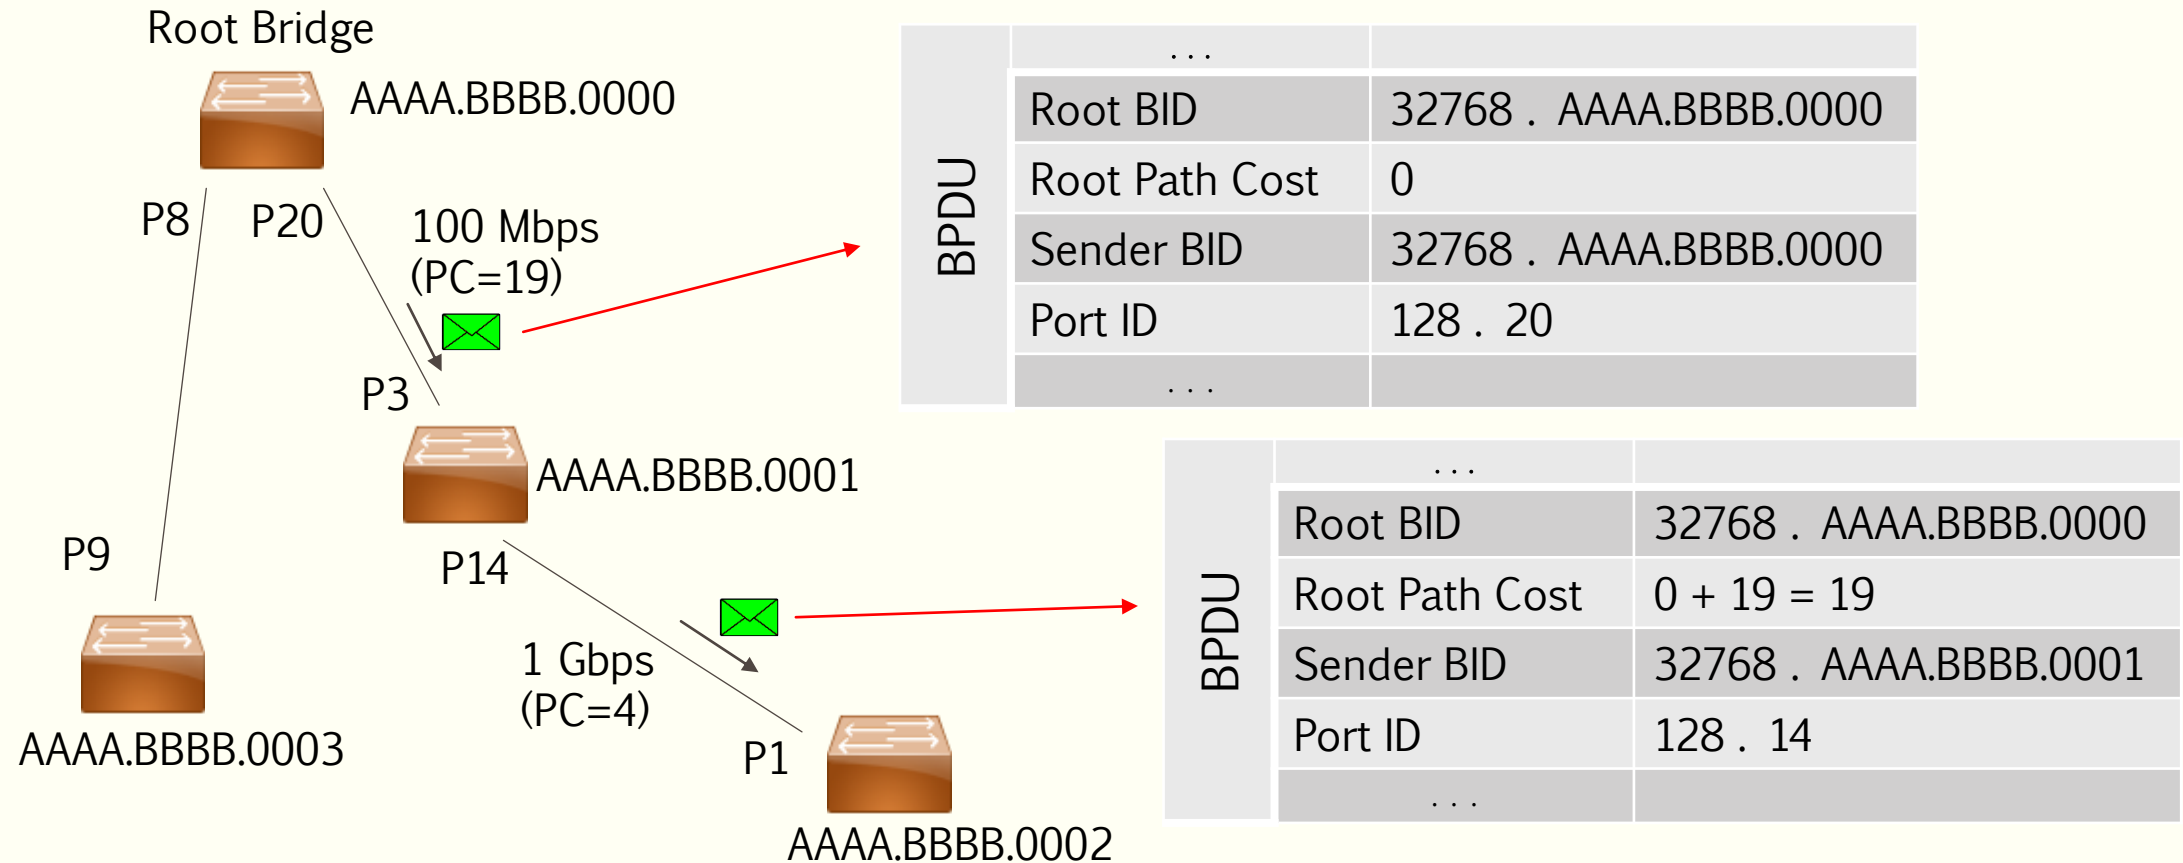 Root Bridge
AAAA.BBBB.0000
P8
P20
100 Mbps
(PC=19)
P3
AAAA.BBBB.0001
P9
P14
1 Gbps
(PC=4)
AAAA.BBBB.0003
P1
AAAA.BBBB.0002
BPDU
. . .
Root BID 32768 . AAAA.BBBB.0000
Root Path Cost 0
Sender BID 32768 . AAAA.BBBB.0000
Port ID 128 . 20
. . .
BPDU
. . .
Root BID 32768 . AAAA.BBBB.0000
Root Path Cost 0 + 19 = 19
Sender BID 32768 . AAAA.BBBB.0001
Port ID 128 . 14
. . .